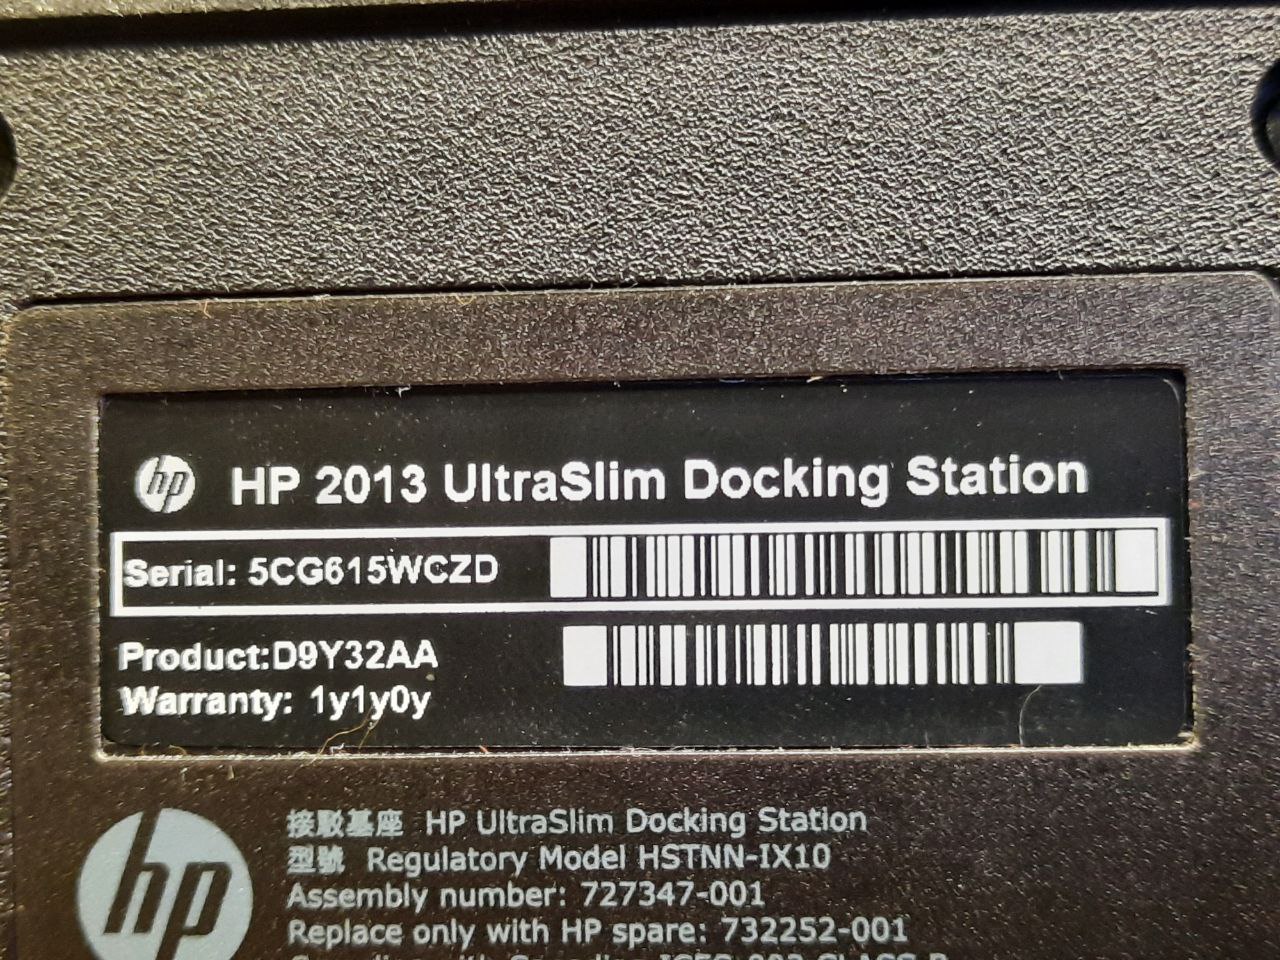 hp HP 2013 UltraSlim Docking Station
Serial: 5CG615WCZD
Product:D9Y32AA
Warranty: 1y1y0y
hp
接駁基座 HP UltraSlim Docking Station
型號 Regulatory Model HSTNN-IX10
Assembly number: 727347-001
Replace only with HP spare: 732252-001